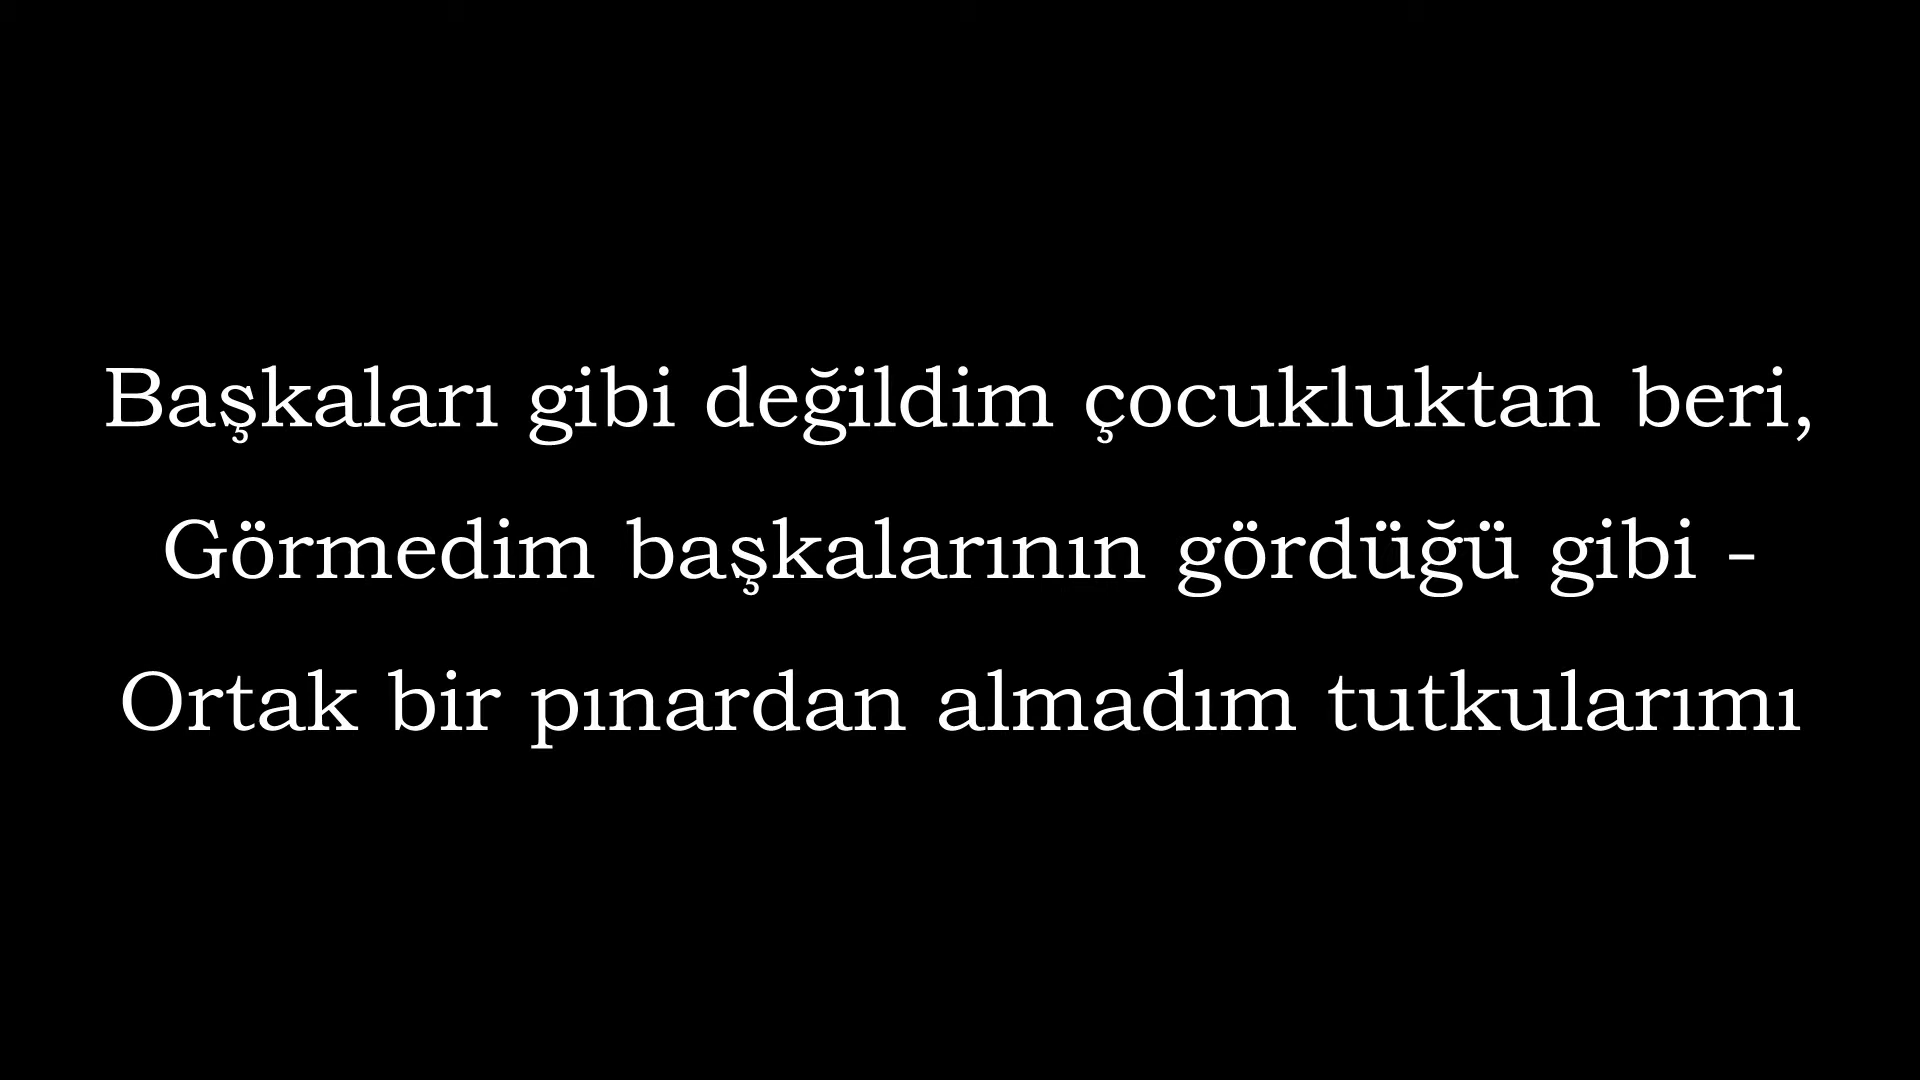 Başkaları gibi değildim çocukluktan beri,
Görmedim başkalarının gördüğü gibi -
Ortak bir pınardan almadım tutkularımı